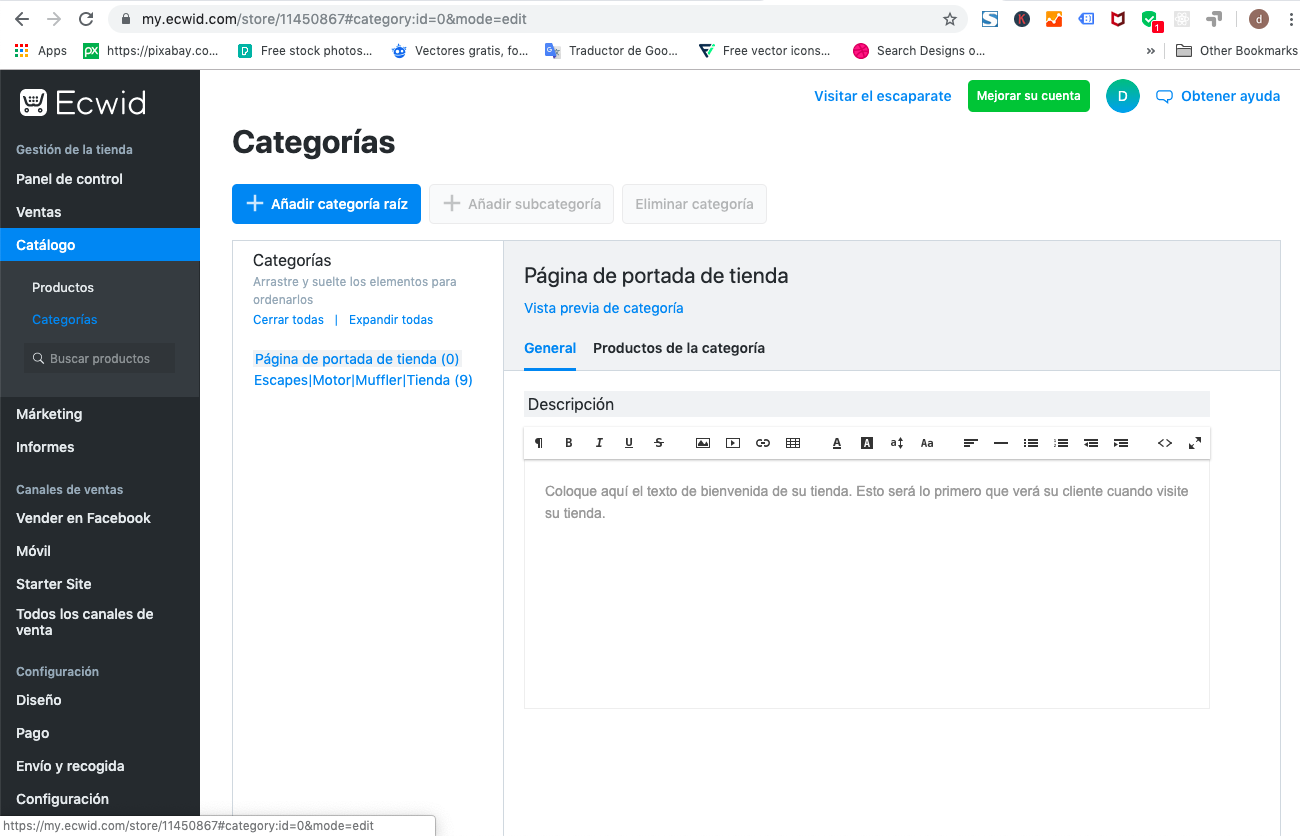 my.ecwid.com/store/11450867#category:id=0&mode=edit
1
d
Apps
https://pixabay.co...
Free stock photos...
Vectores gratis, fo...
Traductor de Goo...
Free vector icons...
Search Designs o...
»
Other Bookmarks
Ecwid
Visitar el escaparate
Mejorar su cuenta
D
Obtener ayuda
Gestión de la tienda
Panel de control
Ventas
Catálogo
Productos
Categorías
Buscar productos
Márketing
Informes
Canales de ventas
Vender en Facebook
Móvil
Starter Site
Todos los canales de
venta
Configuración
Diseño
Pago
Envío y recogida
Configuración
Categorías
+ Añadir categoría raíz
+ Añadir subcategoría
Eliminar categoría
Categorías
Arrastre y suelte los elementos para
ordenarlos
Cerrar todas | Expandir todas
Página de portada de tienda (0)
Escapes|Motor|Muffler|Tienda (9)
Página de portada de tienda
Vista previa de categoría
General
Productos de la categoría
Descripción
¶ B I U S A A a Aa <>
Coloque aquí el texto de bienvenida de su tienda. Esto será lo primero que verá su cliente cuando visite
su tienda.
https://my.ecwid.com/store/11450867#category:id=0&mode=edit